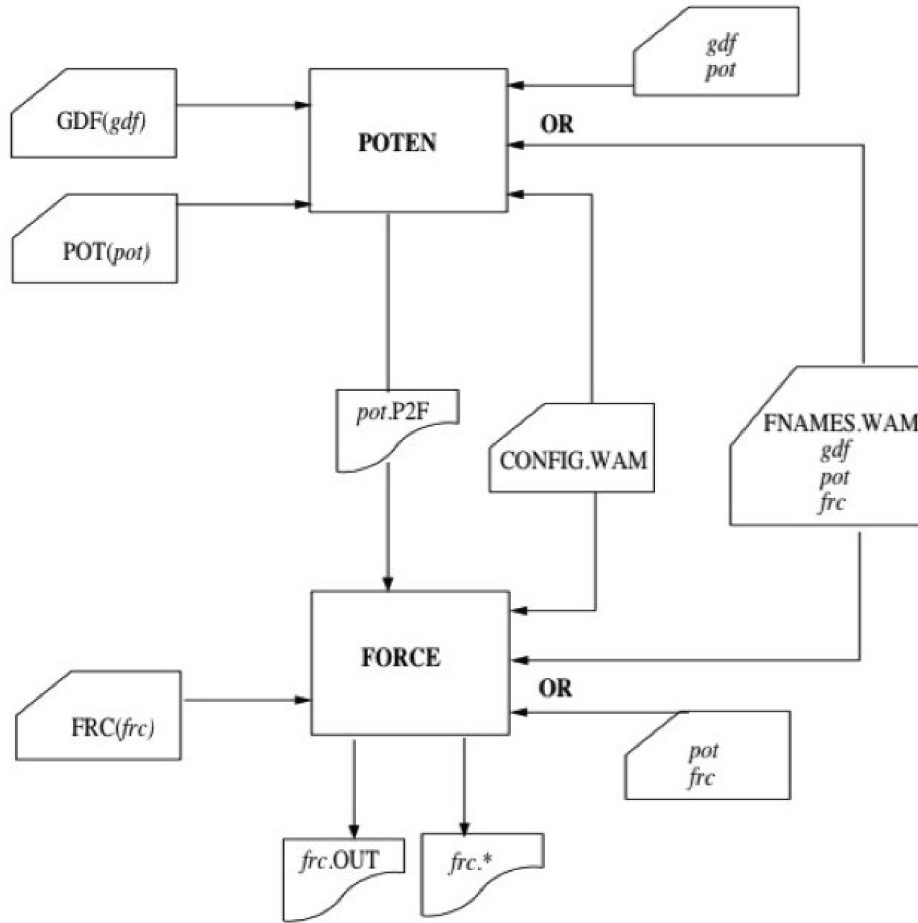 gdf
pot
GDF(gdf)
POTEN
OR
POT(pot)
pot.P2F
CONFIG.WAM
FNAMES.WAM
gdf
pot
frc
FORCE
FRC(frc)
OR
pot
frc
frc.OUT
frc.*